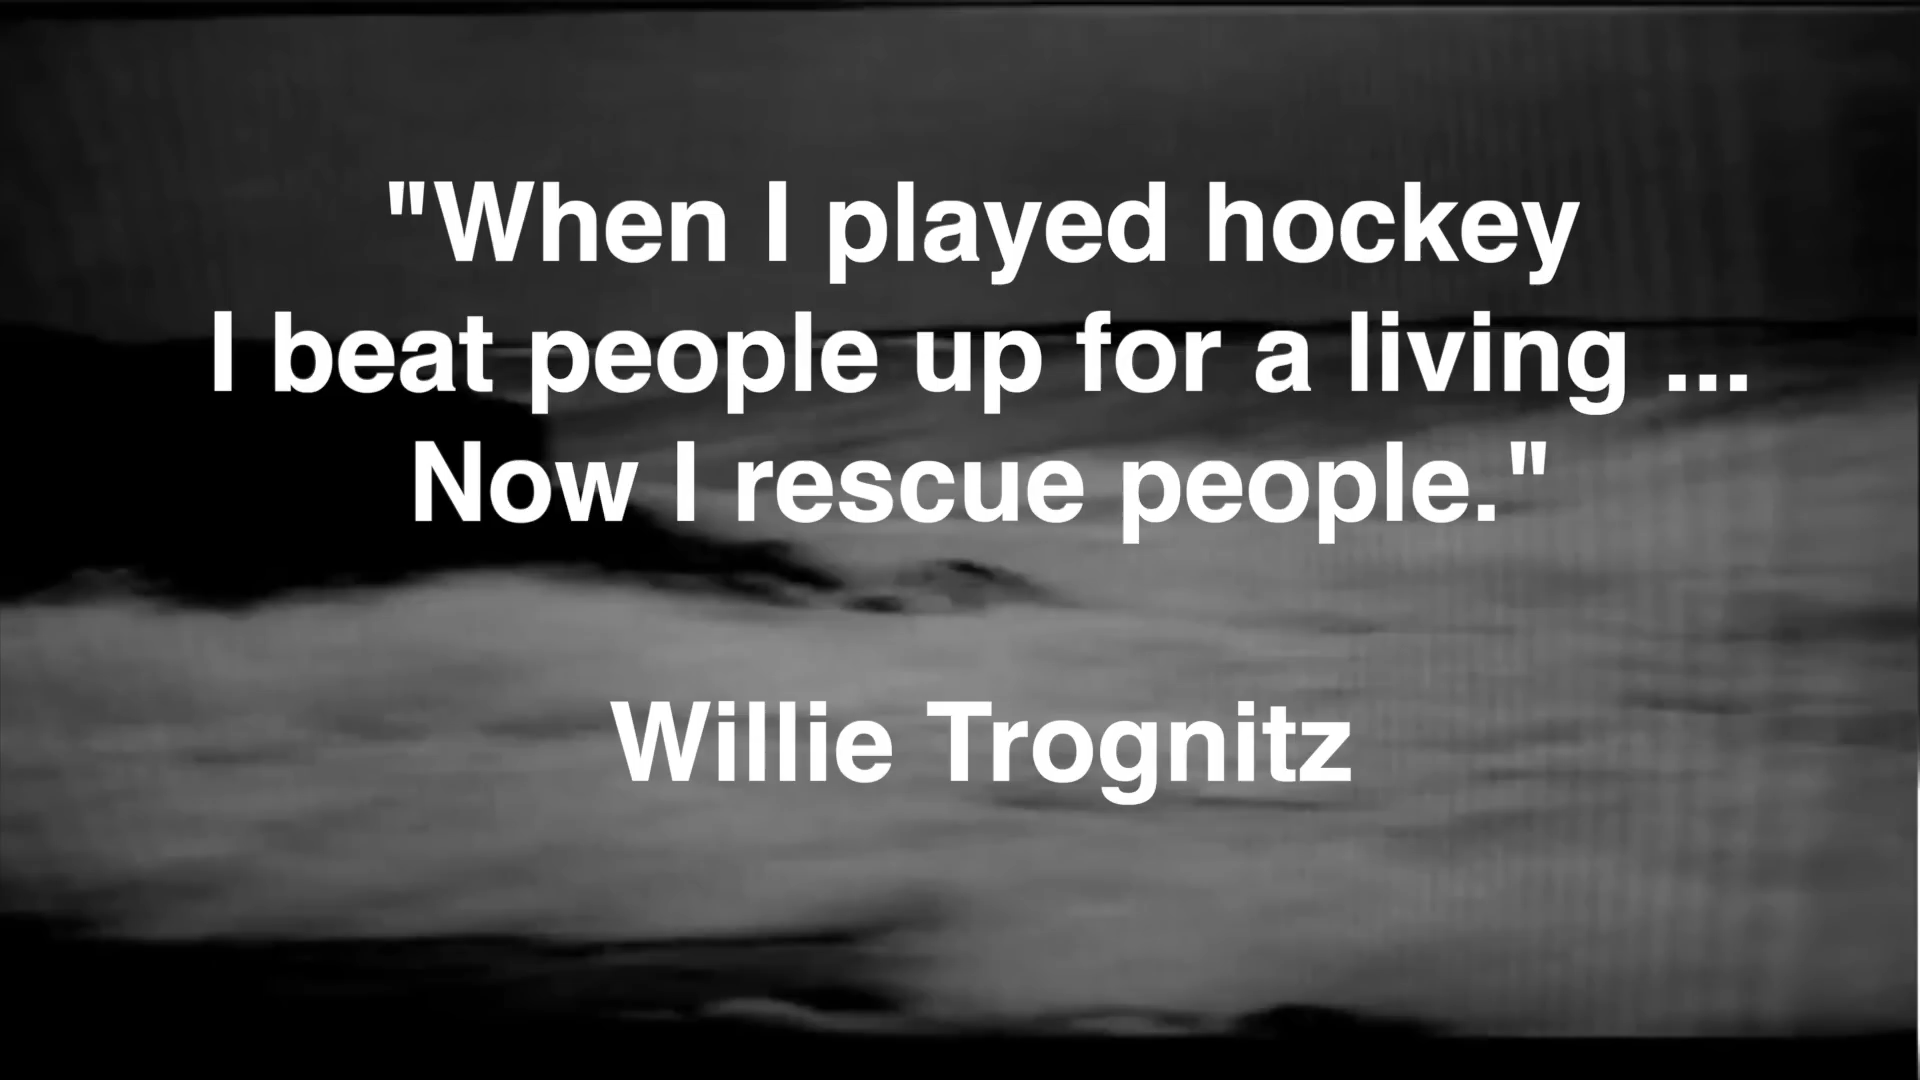 "When I played hockey
I beat people up for a living ...
Now I rescue people."
Willie Trognitz